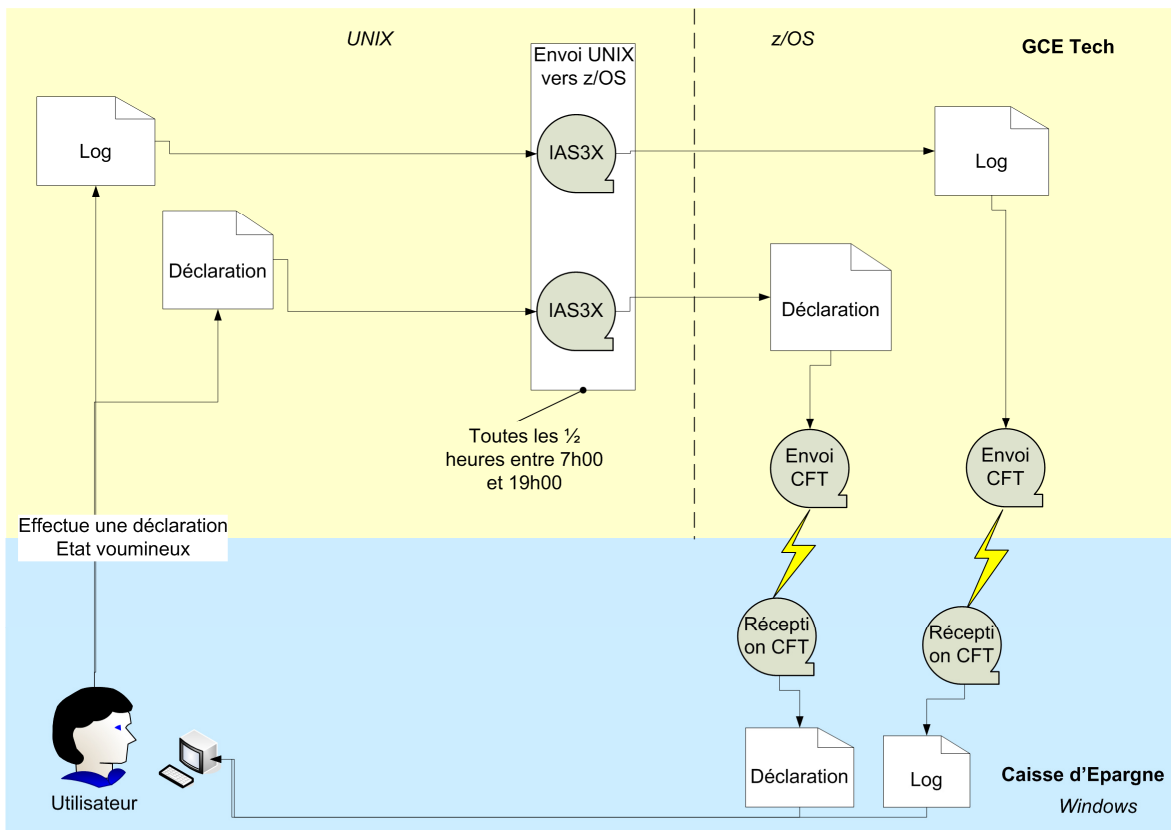 UNIX
z/OS
GCE Tech
Envoi UNIX
vers z/OS
Log
IAS3X
Log
Déclaration
IAS3X
Déclaration
Toutes les ½
heures entre 7h00
et 19h00
Envoi
CFT
Envoi
CFT
Effectue une déclaration
Etat voumineux
Récepti
on CFT
Récepti
on CFT
Déclaration
Log
Caisse d’Epargne
Windows
Utilisateur